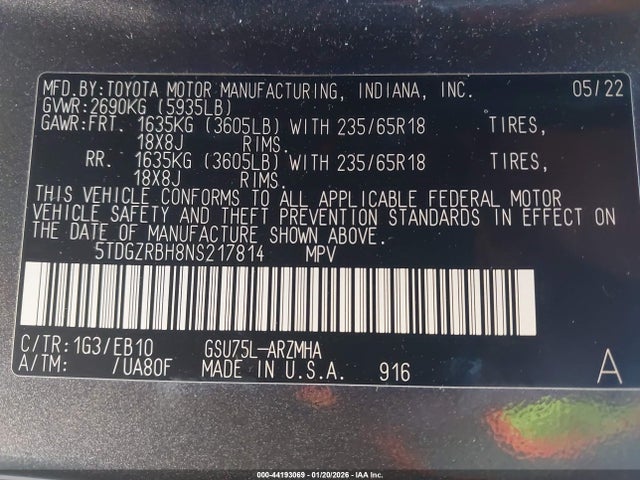 MFD.BY:TOYOTA MOTOR MANUFACTURING, INDIANA, INC. 05/22
GVWR:2690KG (5935LB)
GAWR:FRT. 1635KG (3605LB) WITH 235/65R18 TIRES,
18X8J RIMS.
RR. 1635KG (3605LB) WITH 235/65R18 TIRES,
18X8J RIMS.
THIS VEHICLE CONFORMS TO ALL APPLICABLE FEDERAL MOTOR
VEHICLE SAFETY AND THEFT PREVENTION STANDARDS IN EFFECT ON
THE DATE OF MANUFACTURE SHOWN ABOVE.
5TDGZRBH8NS217814 MPV
C/TR:1G3/EB10 GSU75L-ARZMHA
A/TM: /UA80F MADE IN U.S.A. 916 A
000-44193069 - 01/20/2026 - IAA Inc.